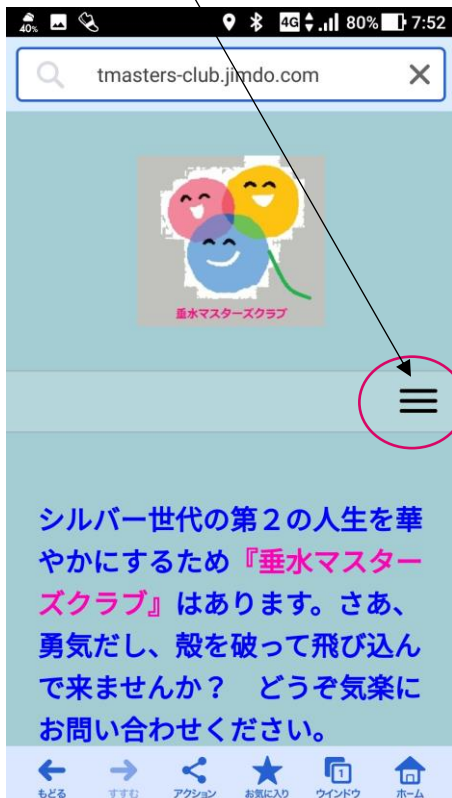 40%
4G
80%
7:52
tmasters-club.jimdo.com
垂水マスターズクラブ
シルバー世代の第２の人生を華
やかにするため『垂水マスター
ズクラブ』はあります。さあ、
勇気だし、殻を破って飛び込ん
で来ませんか？　どうぞ気楽に
お問い合わせください。
1
もどる
すすむ
アクション
お気に入り
ウインドウ
ホーム